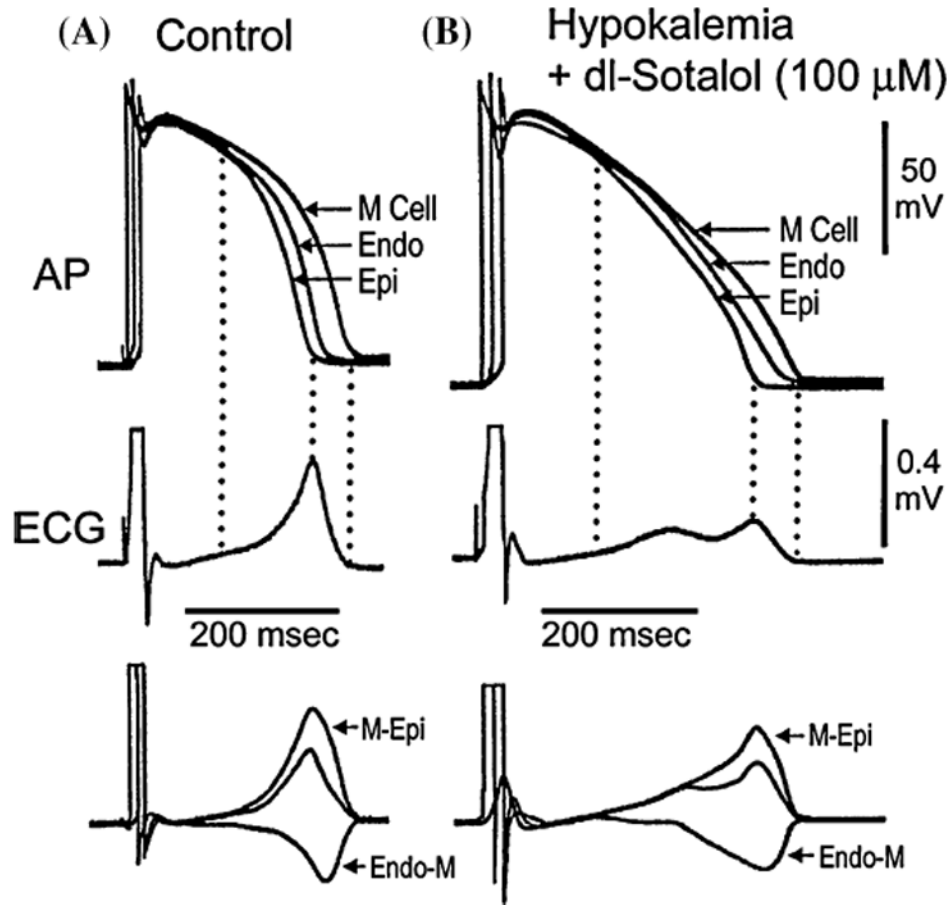 (A) Control
(B) Hypokalemia
+ dl-Sotalol (100 μM)
AP
M Cell
Endo
Epi
M Cell
Endo
Epi
50
mV
ECG
0.4
mV
200 msec
200 msec
M-Epi
Endo-M
M-Epi
Endo-M